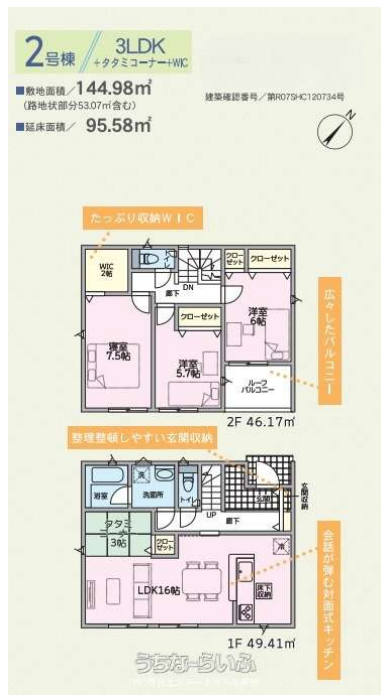 2号棟
3LDK
+タタミコーナー+WIC
■敷地面積／144.98㎡
（路地状部分53.07㎡含む）
■延床面積／ 95.58㎡
建築確認番号／第R07SHC120734号
N
たっぷり収納WIC
WIC
2帖
トイレ
クローゼット
クローゼット
廊下
DN
洋室
6帖
クローゼット
寝室
7.5帖
洋室
5.7帖
ルーフ
バルコニー
広々したバルコニー
2F 46.17㎡
整理整頓しやすい玄関収納
浴室
洗
洗面所
トイレ
玄関
玄関収納
UP
廊下
タタミ
コーナー
3帖
クローゼット
冷
LDK16帖
床下
収納
会話が弾む対面式キッチン
1F 49.41㎡
うちなーらいふ